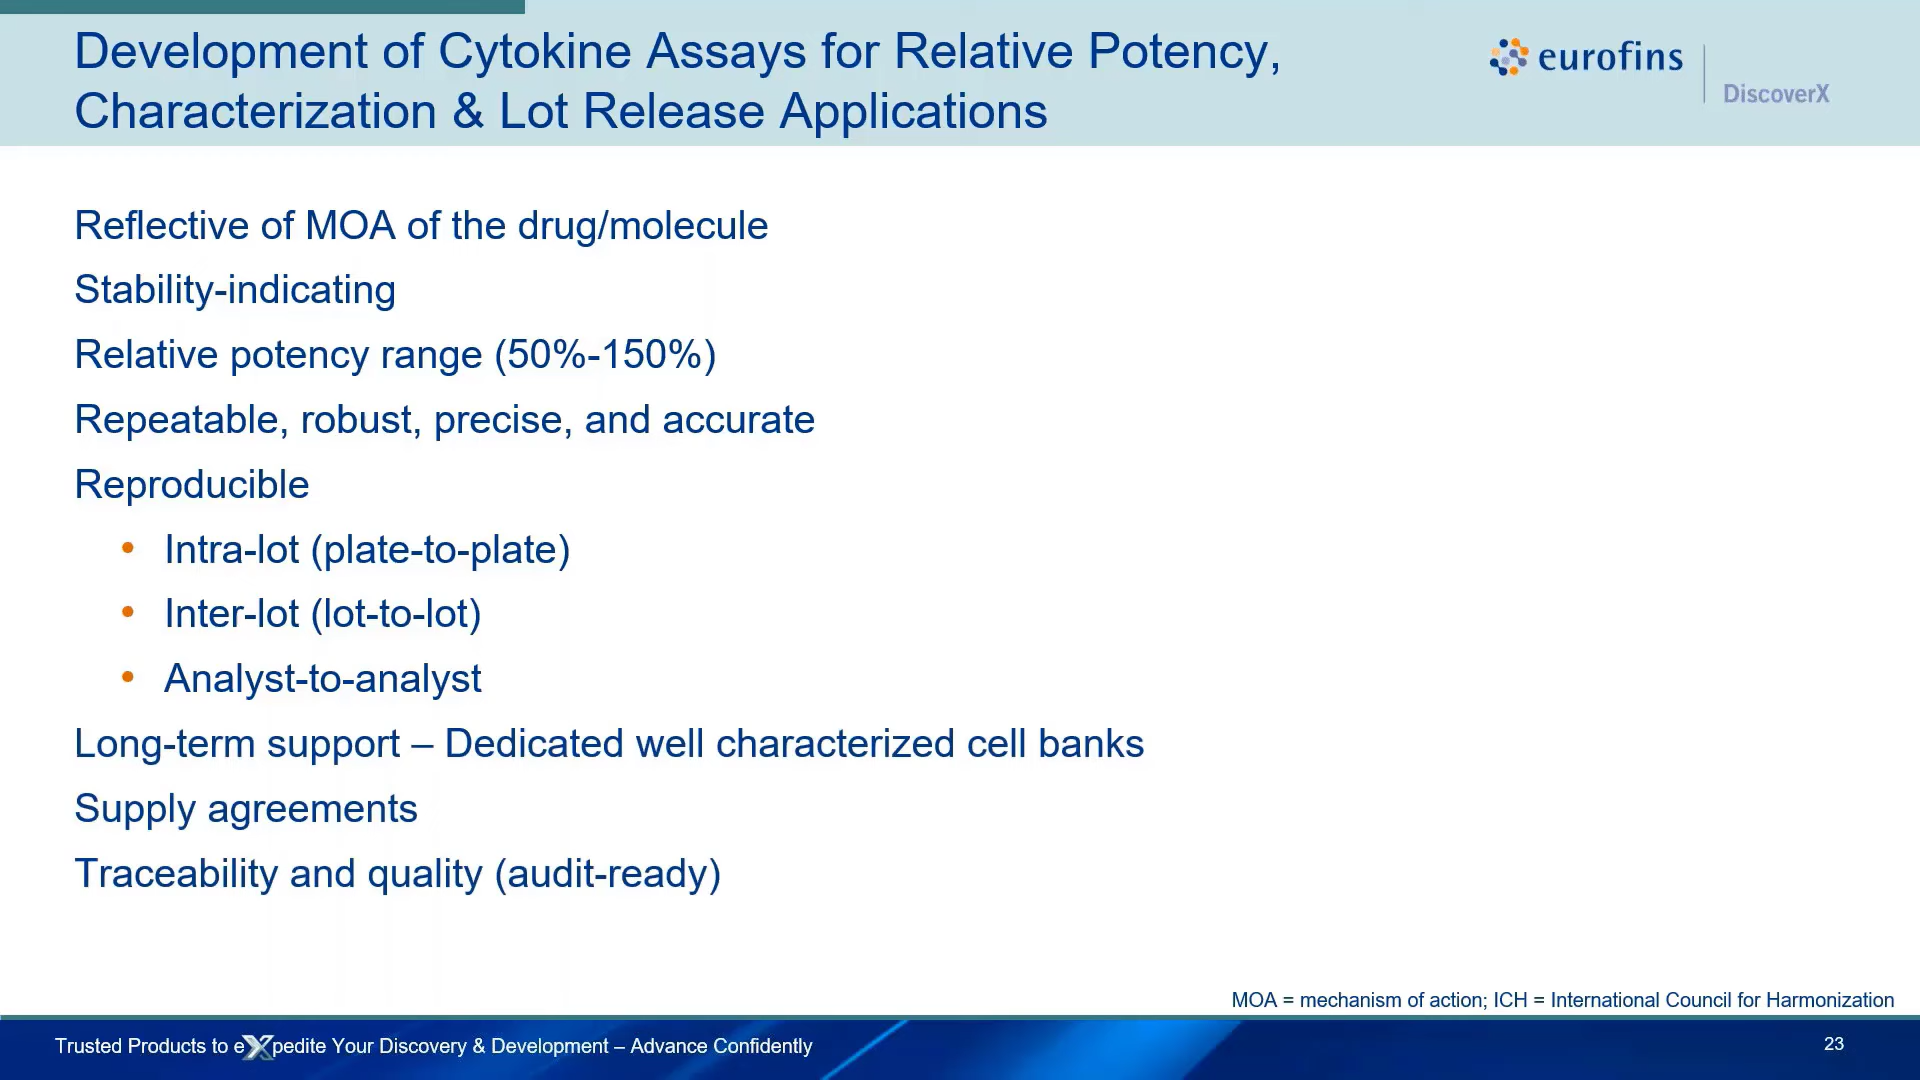 Development of Cytokine Assays for Relative Potency,
Characterization & Lot Release Applications
eurofins
DiscoverX
Reflective of MOA of the drug/molecule
Stability-indicating
Relative potency range (50%-150%)
Repeatable, robust, precise, and accurate
Reproducible
• Intra-lot (plate-to-plate)
• Inter-lot (lot-to-lot)
• Analyst-to-analyst
Long-term support – Dedicated well characterized cell banks
Supply agreements
Traceability and quality (audit-ready)
MOA = mechanism of action; ICH = International Council for Harmonization
Trusted Products to eXpedite Your Discovery & Development – Advance Confidently
23